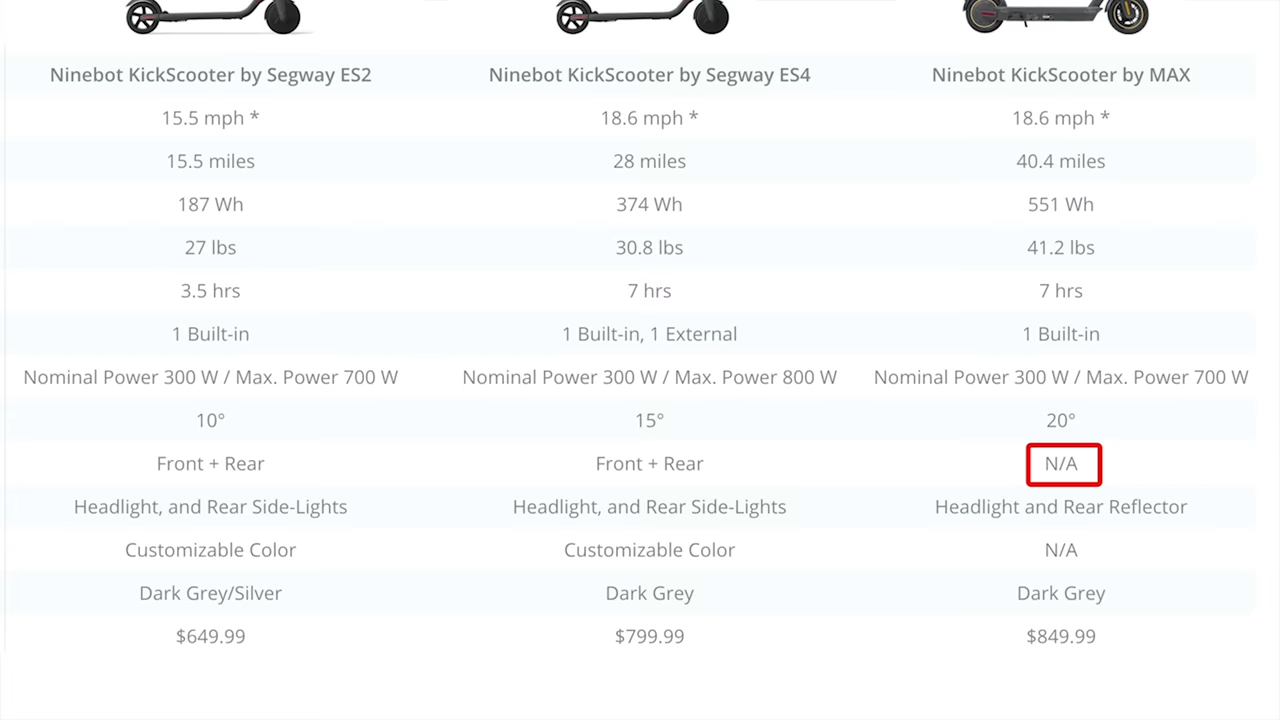 Ninebot KickScooter by Segway ES2 Ninebot KickScooter by Segway ES4 Ninebot KickScooter by MAX
15.5 mph * 18.6 mph * 18.6 mph *
15.5 miles 28 miles 40.4 miles
187 Wh 374 Wh 551 Wh
27 lbs 30.8 lbs 41.2 lbs
3.5 hrs 7 hrs 7 hrs
1 Built-in 1 Built-in, 1 External 1 Built-in
Nominal Power 300 W / Max. Power 700 W Nominal Power 300 W / Max. Power 800 W Nominal Power 300 W / Max. Power 700 W
10° 15° 20°
Front + Rear Front + Rear N/A
Headlight, and Rear Side-Lights Headlight, and Rear Side-Lights Headlight and Rear Reflector
Customizable Color Customizable Color N/A
Dark Grey/Silver Dark Grey Dark Grey
$649.99 $799.99 $849.99